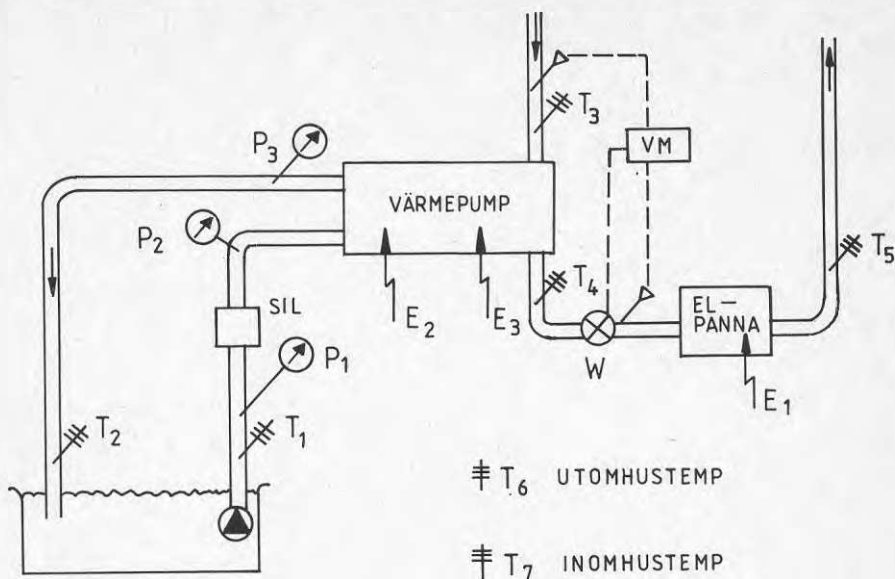 T3
VM
P3
VÄRMEPUMP
P2
T5
T4
SIL
EL-
PANNA
E2
E3
W
P1
E1
T2
T1
T6 UTOMHUSTEMP
T7 INOMHUSTEMP